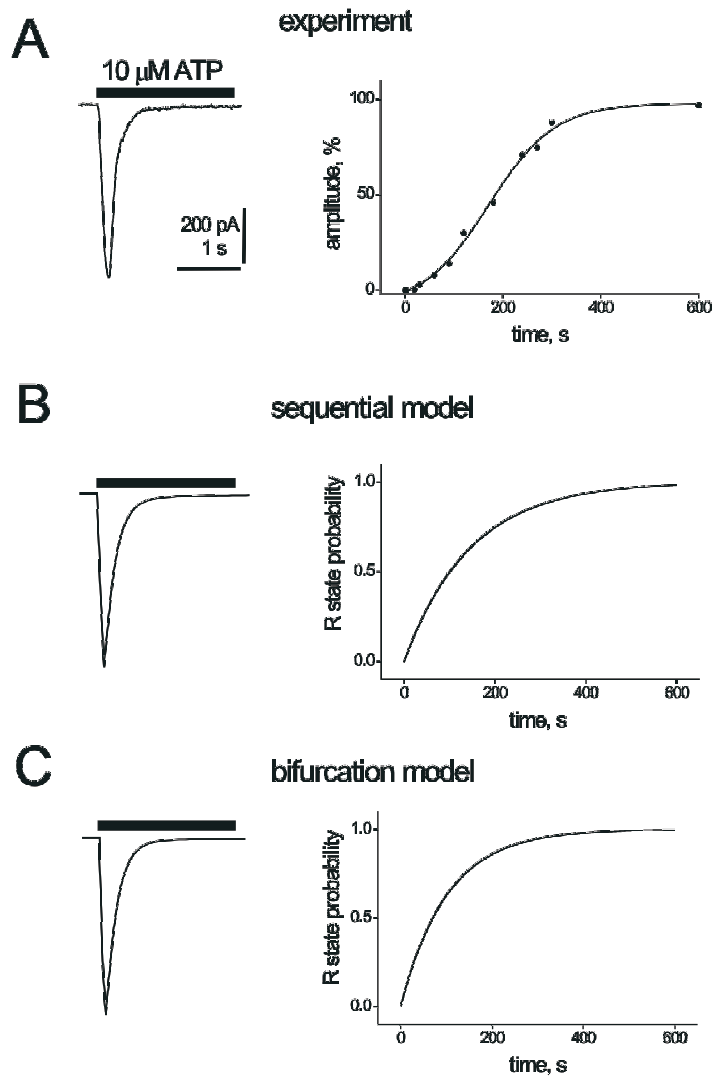 A
experiment
10 μM ATP
200 pA
1 s
amplitude, %
100
50
0
0 200 400 600
time, s
B
sequential model
R state probability
1.0
0.5
0.0
0 200 400 600
time, s
C
bifurcation model
R state probability
1.0
0.5
0.0
0 200 400 600
time, s